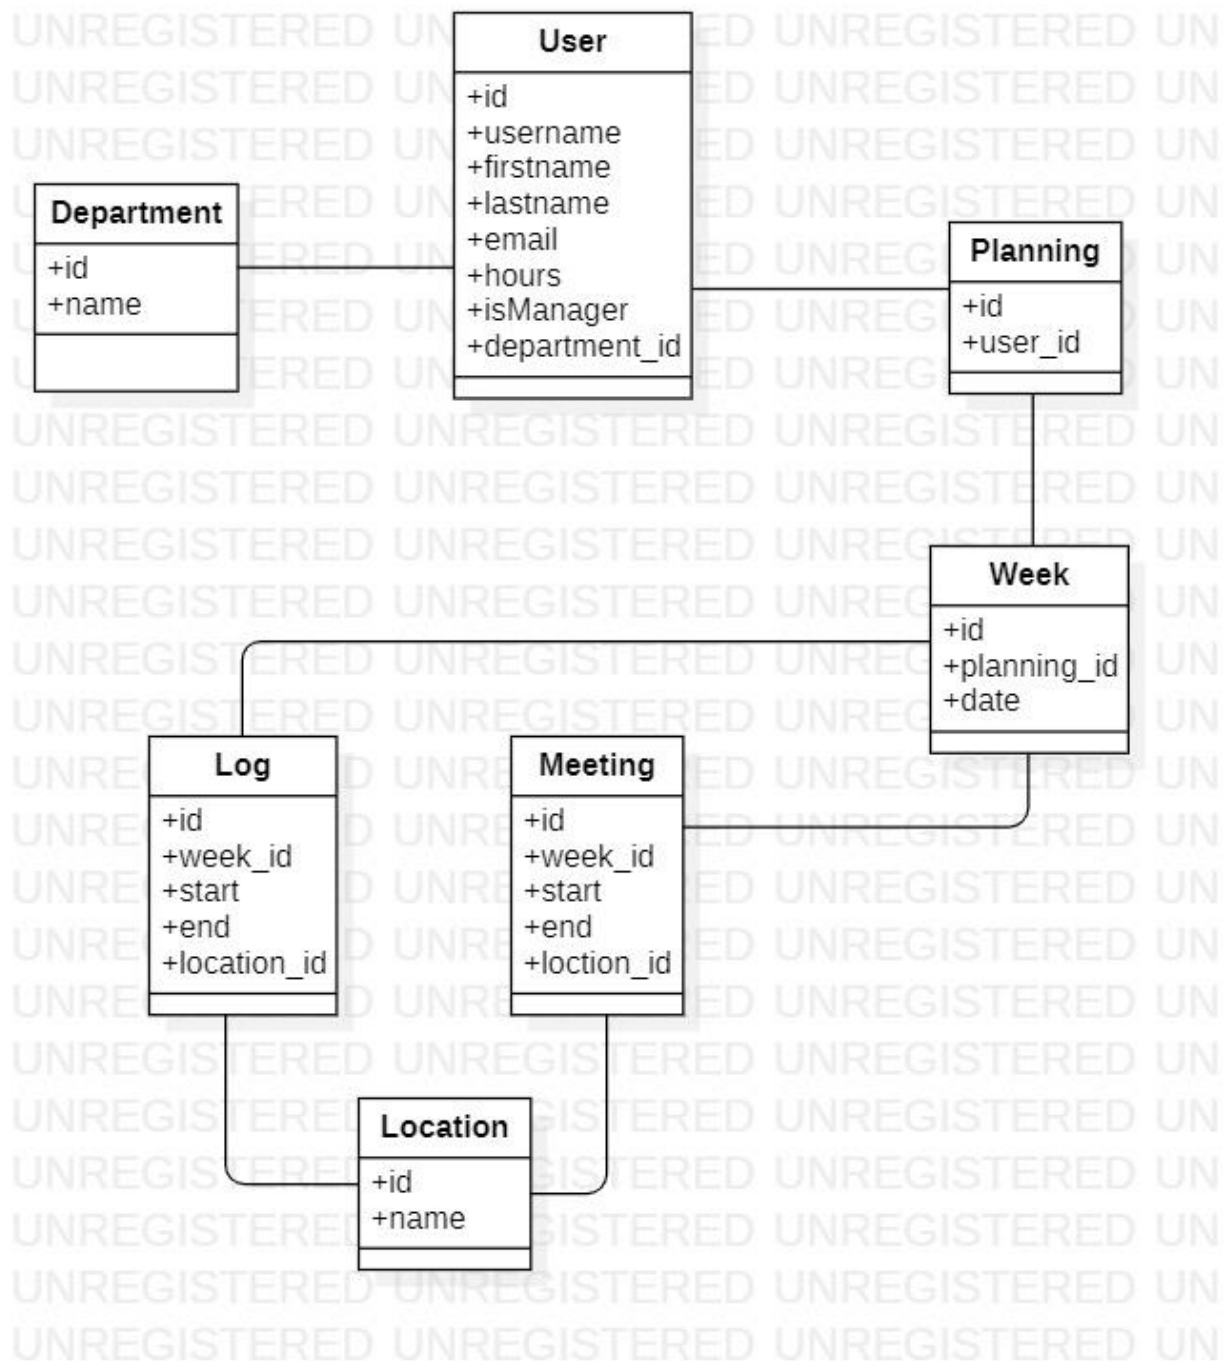 User
+id
+username
+firstname
+lastname
+email
+hours
+isManager
+department_id
Department
+id
+name
Planning
+id
+user_id
Week
+id
+planning_id
+date
Log
+id
+week_id
+start
+end
+location_id
Meeting
+id
+week_id
+start
+end
+loction_id
Location
+id
+name
UNREGISTERED